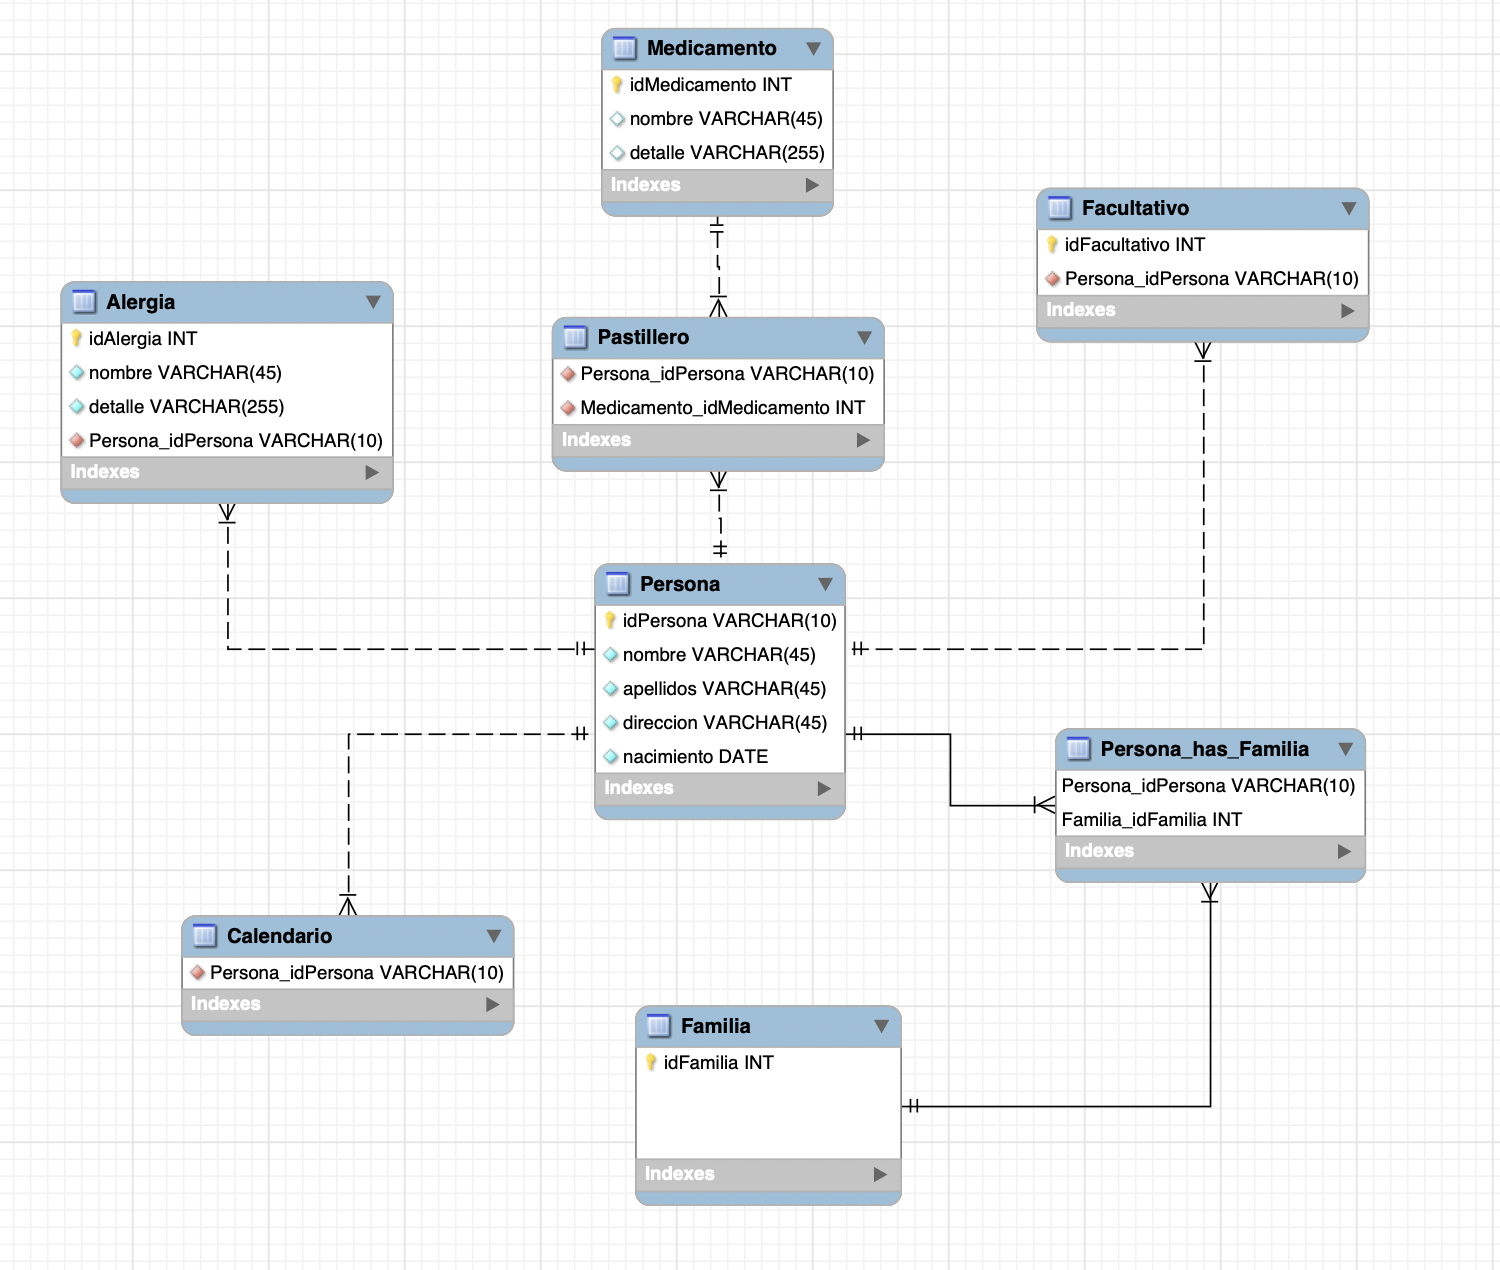 Medicamento
idMedicamento INT
nombre VARCHAR(45)
detalle VARCHAR(255)
Indexes
Facultativo
idFacultativo INT
Persona_idPersona VARCHAR(10)
Indexes
Alergia
idAlergia INT
nombre VARCHAR(45)
detalle VARCHAR(255)
Persona_idPersona VARCHAR(10)
Indexes
Pastillero
Persona_idPersona VARCHAR(10)
Medicamento_idMedicamento INT
Indexes
Persona
idPersona VARCHAR(10)
nombre VARCHAR(45)
apellidos VARCHAR(45)
direccion VARCHAR(45)
nacimiento DATE
Indexes
Persona_has_Familia
Persona_idPersona VARCHAR(10)
Familia_idFamilia INT
Indexes
Calendario
Persona_idPersona VARCHAR(10)
Indexes
Familia
idFamilia INT
Indexes